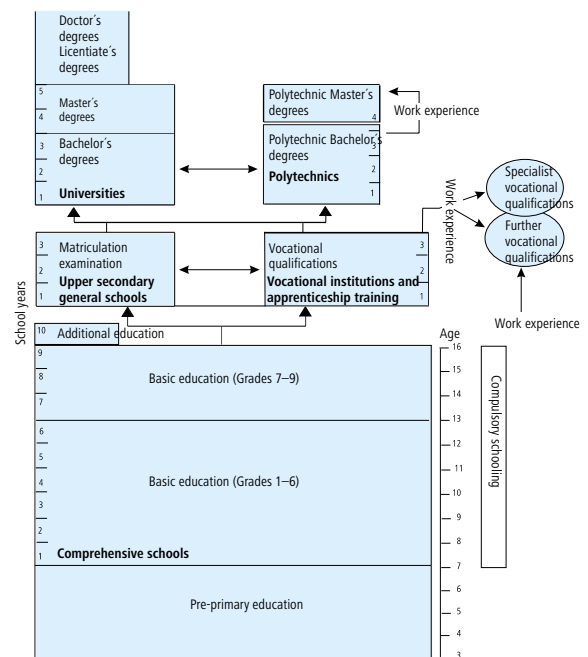 Doctor´s
degrees
Licentiate´s
degrees
5
4
Master´s
degrees
3
2
1
Bachelor´s
degrees
Universities
Polytechnic Master´s
degrees
4
Polytechnic Bachelor´s
degrees
Polytechnics
3
2
1
Work experience
Work experience
Specialist
vocational
qualifications
Further
vocational
qualifications
Work experience
3
2
1
Matriculation
examination
Upper secondary
general schools
Vocational
qualifications
Vocational institutions and
apprenticeship training
3
2
1
School years
10
Additional education
Age
9
8
7
Basic education (Grades 7–9)
6
5
4
3
2
1
Basic education (Grades 1–6)
Comprehensive schools
Pre-primary education
16
15
14
13
12
11
10
9
8
7
6
5
4
3
Compulsory schooling